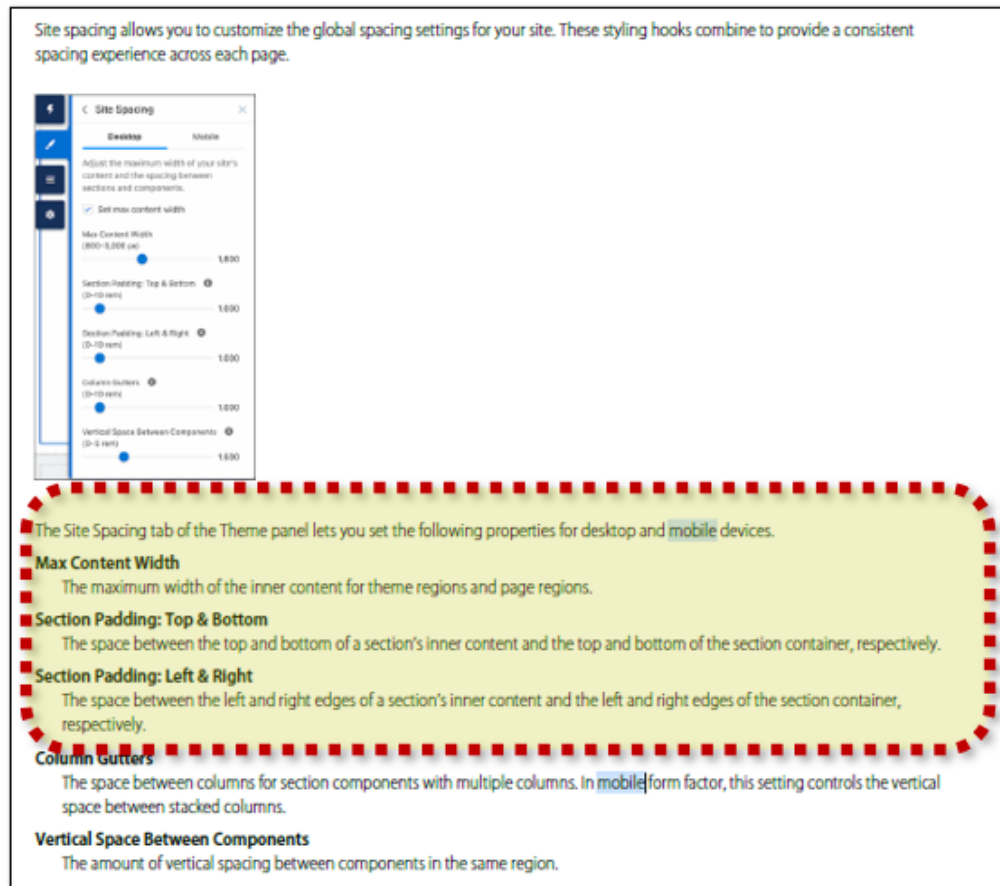 Site spacing allows you to customize the global spacing settings for your site. These styling hooks combine to provide a consistent
spacing experience across each page.
Site Spacing
Desktop Mobile
Adjust the maximum width of your site's
content and the spacing between
sections and components.
Set max content width
Max Content Width
(800-5,000 px)
1,800
Section Padding: Top & Bottom
(0-10 rem)
1.000
Section Padding: Left & Right
(0-10 rem)
1.000
Column Gutters
(0-10 rem)
1.000
Vertical Space Between Components
(0-5 rem)
The Site Spacing tab of the Theme panel lets you set the following properties for desktop and mobile devices.
Max Content Width
The maximum width of the inner content for theme regions and page regions.
Section Padding: Top & Bottom
The space between the top and bottom of a section's inner content and the top and bottom of the section container, respectively.
Section Padding: Left & Right
The space between the left and right edges of a section's inner content and the left and right edges of the section container,
respectively.
Column Gutters
The space between columns for section components with multiple columns. In mobile form factor, this setting controls the vertical
space between stacked columns.
Vertical Space Between Components
The amount of vertical spacing between components in the same region.